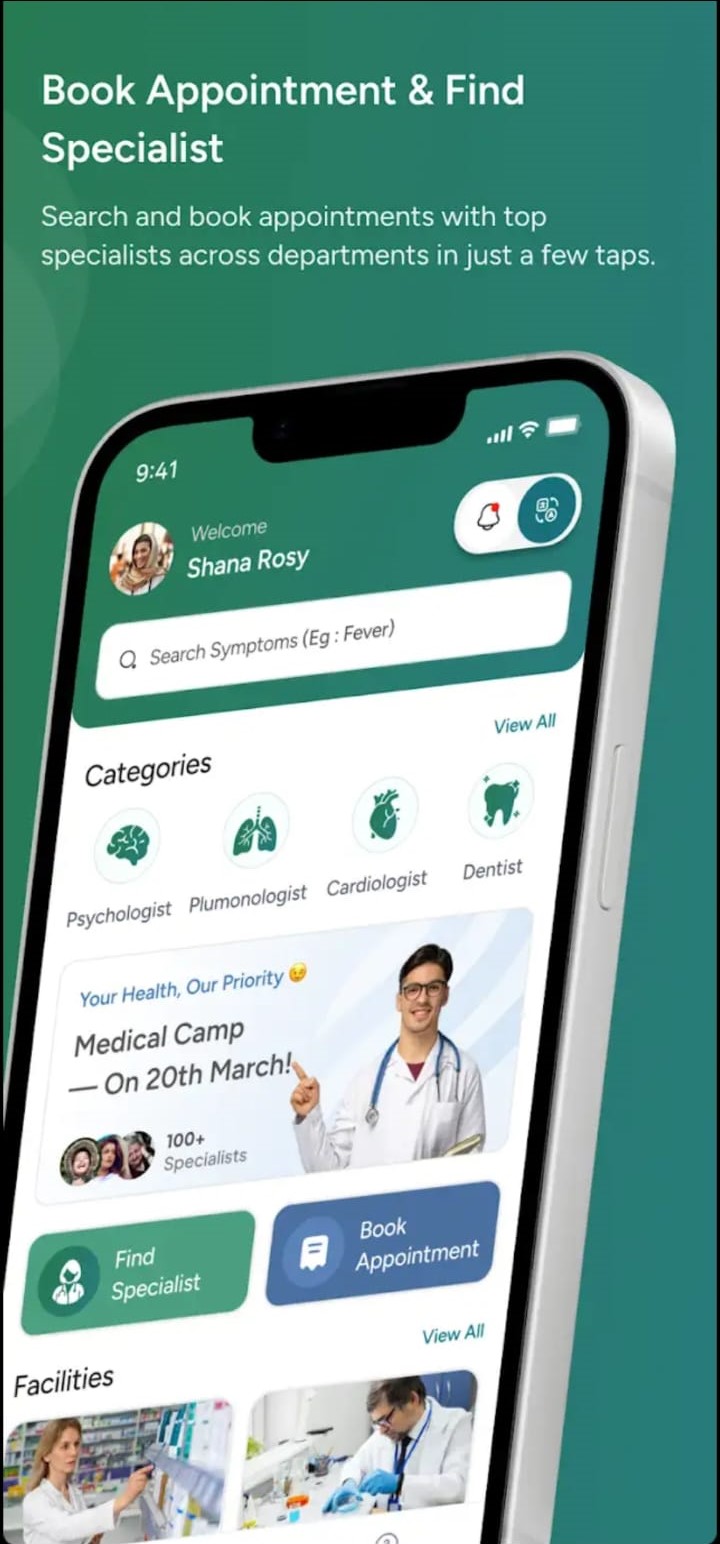 Book Appointment & Find
Specialist
Search and book appointments with top
specialists across departments in just a few taps.
9:41
Welcome
Shana Rosy
Search Symptoms (Eg : Fever)
Categories
View All
Psychologist
Plumonologist
Cardiologist
Dentist
Your Health, Our Priority 😉
Medical Camp
— On 20th March!
100+
Specialists
Find
Specialist
Book
Appointment
Facilities
View All